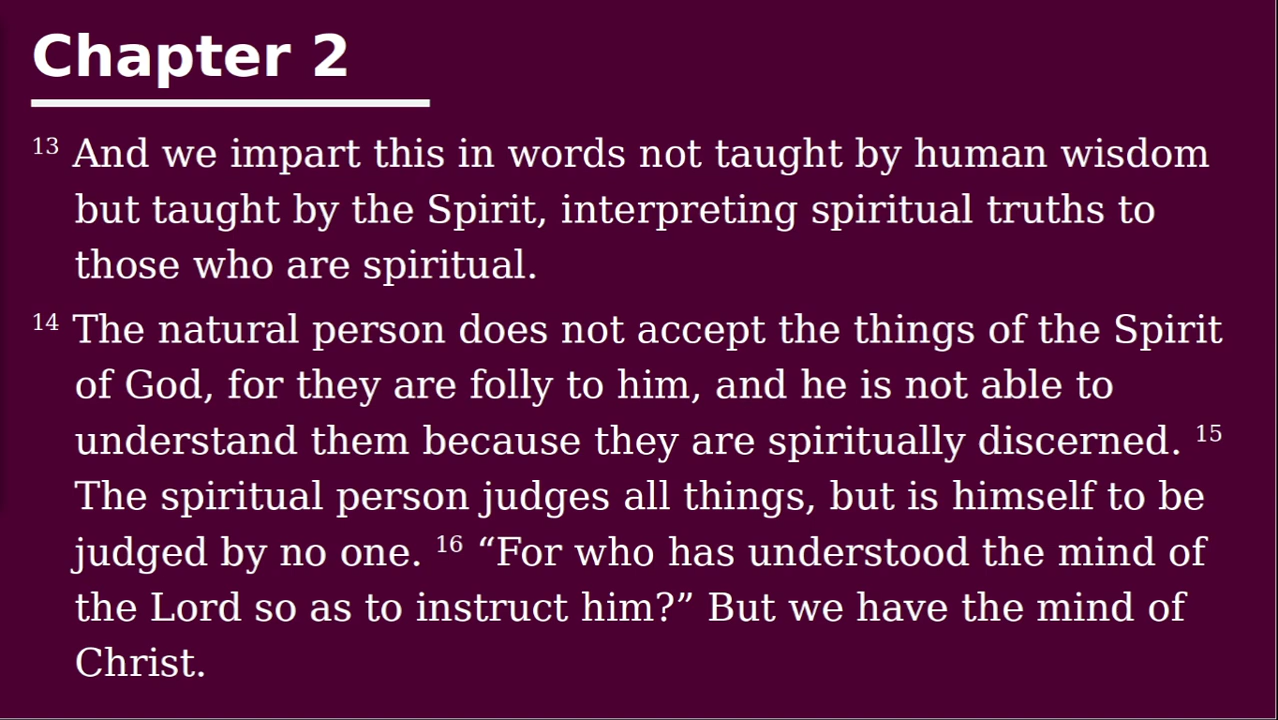 Chapter 2
13 And we impart this in words not taught by human wisdom
but taught by the Spirit, interpreting spiritual truths to
those who are spiritual.
14 The natural person does not accept the things of the Spirit
of God, for they are folly to him, and he is not able to
understand them because they are spiritually discerned. 15
The spiritual person judges all things, but is himself to be
judged by no one. 16 “For who has understood the mind of
the Lord so as to instruct him?” But we have the mind of
Christ.